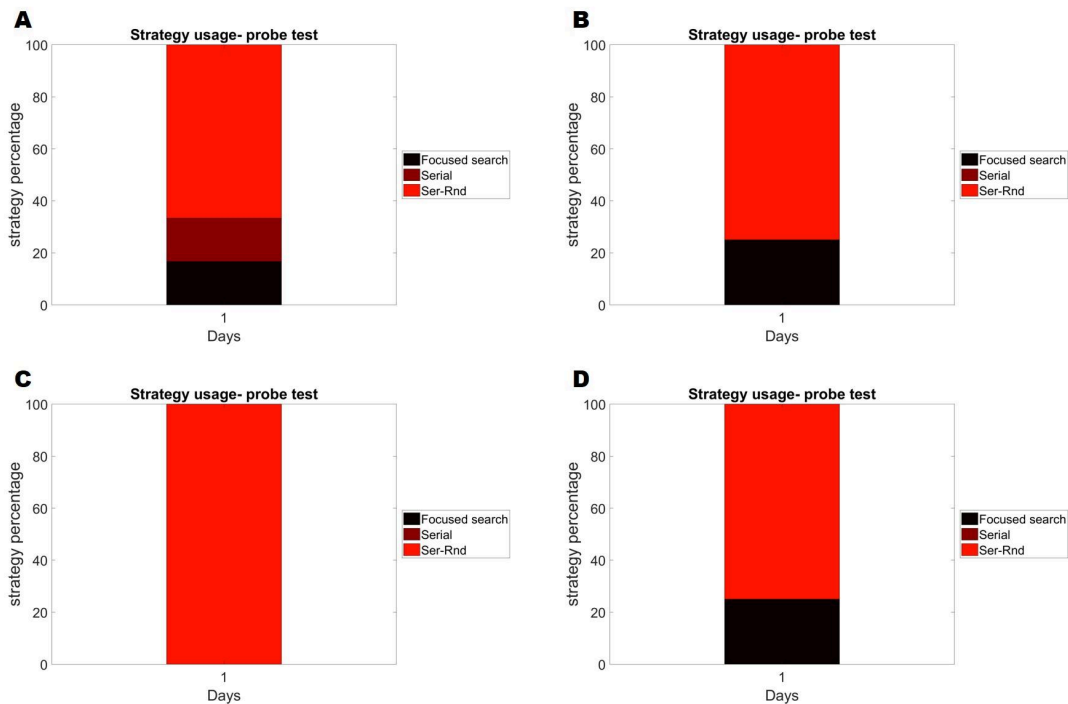 A
Strategy usage- probe test
100
80
60
40
20
0
strategy percentage
1
Days
Focused search
Serial
Ser-Rnd
B
Strategy usage- probe test
100
80
60
40
20
0
strategy percentage
1
Days
Focused search
Serial
Ser-Rnd
C
Strategy usage- probe test
100
80
60
40
20
0
strategy percentage
1
Days
Focused search
Serial
Ser-Rnd
D
Strategy usage- probe test
100
80
60
40
20
0
strategy percentage
1
Days
Focused search
Serial
Ser-Rnd